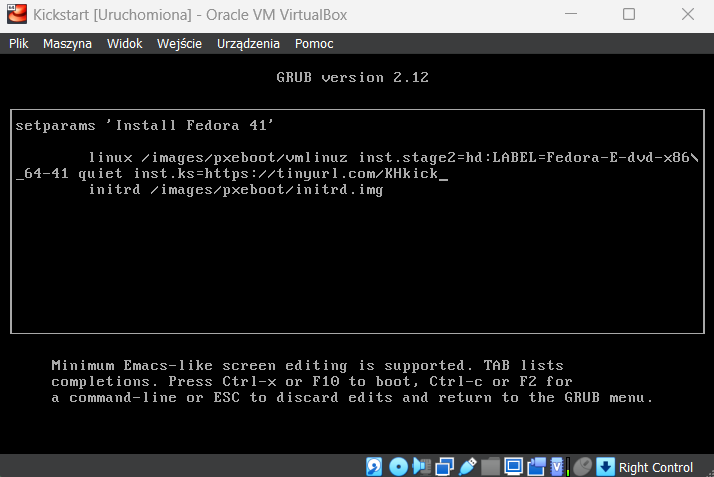 Kickstart [Uruchomiona] - Oracle VM VirtualBox
Plik Maszyna Widok Wejście Urządzenia Pomoc
GRUB version 2.12
setparams 'Install Fedora 41'
linux /images/pxeboot/vmlinuz inst.stage2=hd:LABEL=Fedora-E-dvd-x86\
_64-41 quiet inst.ks=https://tinyurl.com/KHkick_
initrd /images/pxeboot/initrd.img
Minimum Emacs-like screen editing is supported. TAB lists
completions. Press Ctrl-x or F10 to boot, Ctrl-c or F2 for
a command-line or ESC to discard edits and return to the GRUB menu.
Right Control